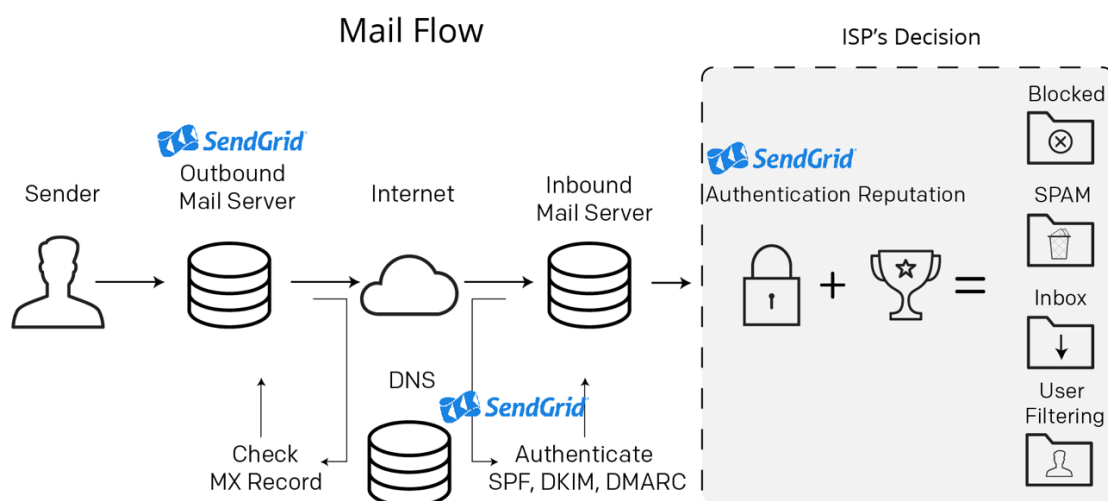 Mail Flow
ISP's Decision
SendGrid
Outbound
Mail Server
Sender
Internet
Inbound
Mail Server
SendGrid
Authentication Reputation
Blocked
SPAM
Inbox
User
Filtering
DNS
SendGrid
Check
MX Record
Authenticate
SPF, DKIM, DMARC